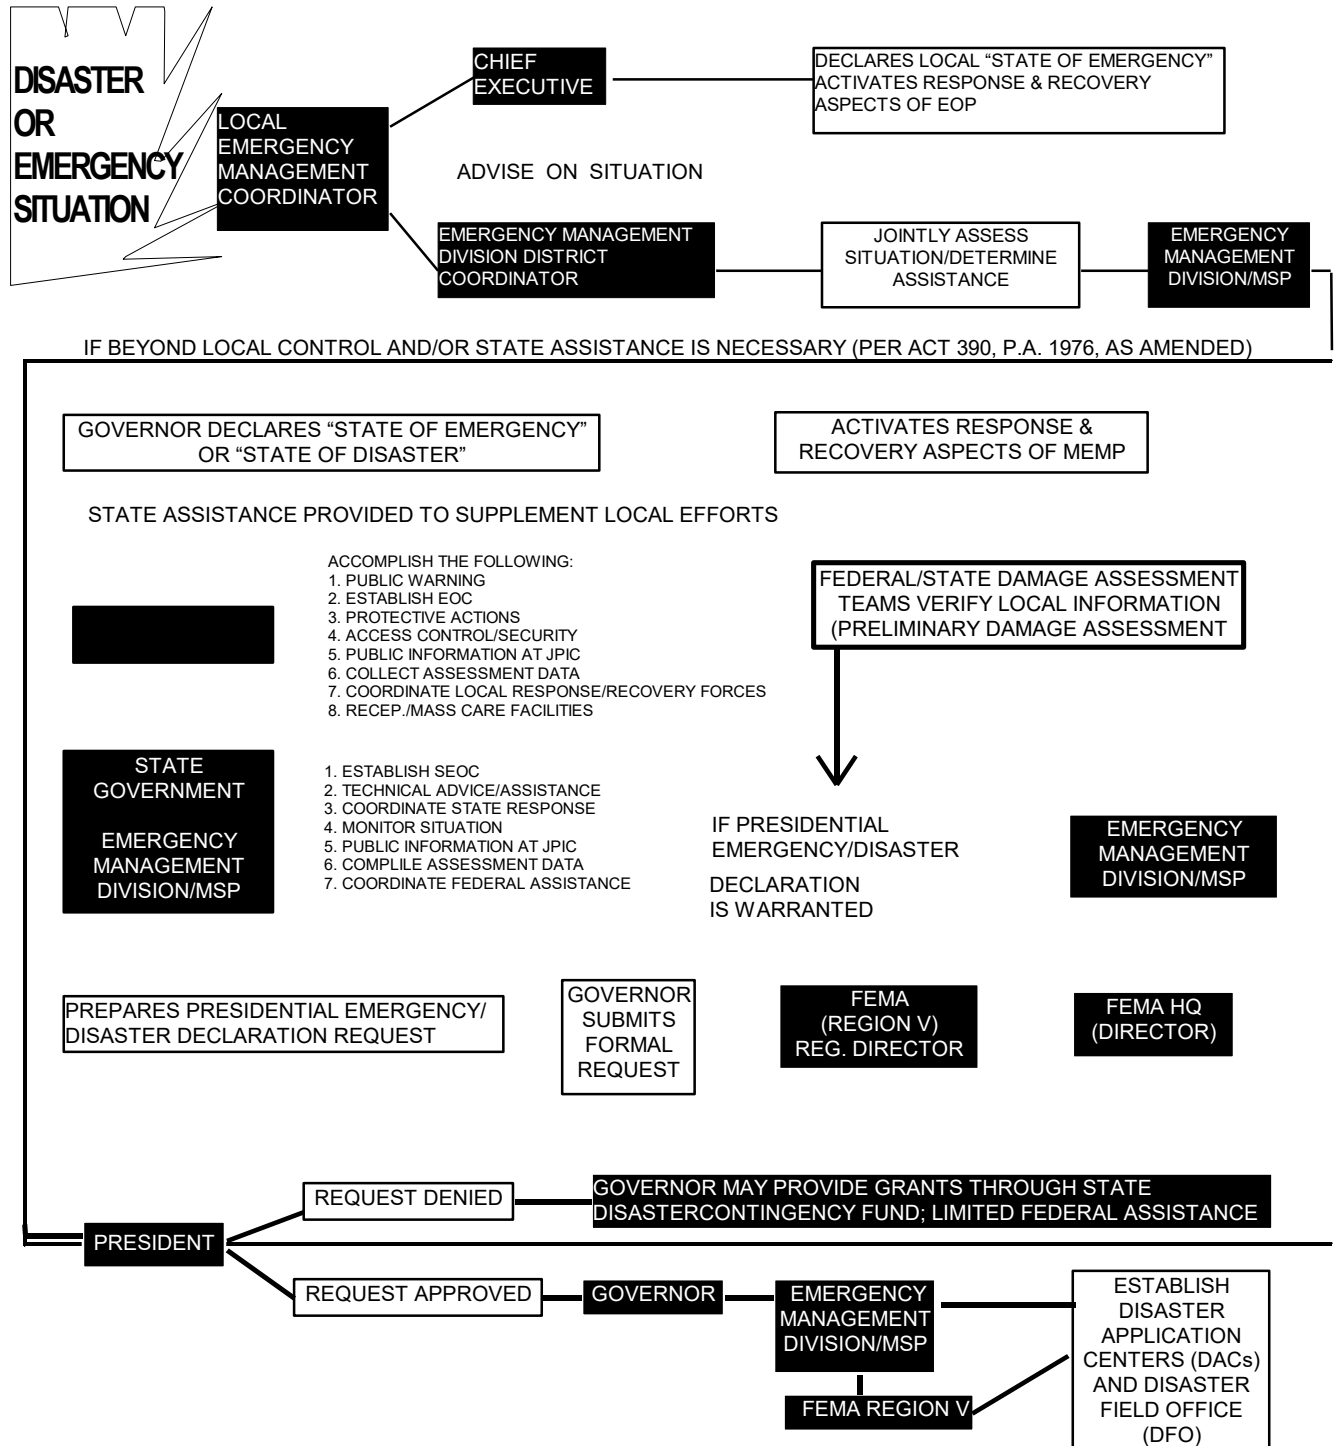 DISASTER
OR
EMERGENCY
SITUATION
LOCAL
EMERGENCY
MANAGEMENT
COORDINATOR
CHIEF
EXECUTIVE
DECLARES LOCAL “STATE OF EMERGENCY”
ACTIVATES RESPONSE & RECOVERY
ASPECTS OF EOP
ADVISE ON SITUATION
EMERGENCY MANAGEMENT
DIVISION DISTRICT
COORDINATOR
JOINTLY ASSESS
SITUATION/DETERMINE
ASSISTANCE
EMERGENCY
MANAGEMENT
DIVISION/MSP
IF BEYOND LOCAL CONTROL AND/OR STATE ASSISTANCE IS NECESSARY (PER ACT 390, P.A. 1976, AS AMENDED)
GOVERNOR DECLARES “STATE OF EMERGENCY”
OR “STATE OF DISASTER”
ACTIVATES RESPONSE &
RECOVERY ASPECTS OF MEMP
STATE ASSISTANCE PROVIDED TO SUPPLEMENT LOCAL EFFORTS
ACCOMPLISH THE FOLLOWING:
1. PUBLIC WARNING
2. ESTABLISH EOC
3. PROTECTIVE ACTIONS
4. ACCESS CONTROL/SECURITY
5. PUBLIC INFORMATION AT JPIC
6. COLLECT ASSESSMENT DATA
7. COORDINATE LOCAL RESPONSE/RECOVERY FORCES
8. RECEP./MASS CARE FACILITIES
FEDERAL/STATE DAMAGE ASSESSMENT
TEAMS VERIFY LOCAL INFORMATION
(PRELIMINARY DAMAGE ASSESSMENT
STATE
GOVERNMENT
EMERGENCY
MANAGEMENT
DIVISION/MSP
1. ESTABLISH SEOC
2. TECHNICAL ADVICE/ASSISTANCE
3. COORDINATE STATE RESPONSE
4. MONITOR SITUATION
5. PUBLIC INFORMATION AT JPIC
6. COMPLILE ASSESSMENT DATA
7. COORDINATE FEDERAL ASSISTANCE
IF PRESIDENTIAL
EMERGENCY/DISASTER
DECLARATION
IS WARRANTED
EMERGENCY
MANAGEMENT
DIVISION/MSP
PREPARES PRESIDENTIAL EMERGENCY/
DISASTER DECLARATION REQUEST
GOVERNOR
SUBMITS
FORMAL
REQUEST
FEMA
(REGION V)
REG. DIRECTOR
FEMA HQ
(DIRECTOR)
REQUEST DENIED
GOVERNOR MAY PROVIDE GRANTS THROUGH STATE
DISASTERCONTINGENCY FUND; LIMITED FEDERAL ASSISTANCE
PRESIDENT
REQUEST APPROVED
GOVERNOR
EMERGENCY
MANAGEMENT
DIVISION/MSP
FEMA REGION V
ESTABLISH
DISASTER
APPLICATION
CENTERS (DACs)
AND DISASTER
FIELD OFFICE
(DFO)